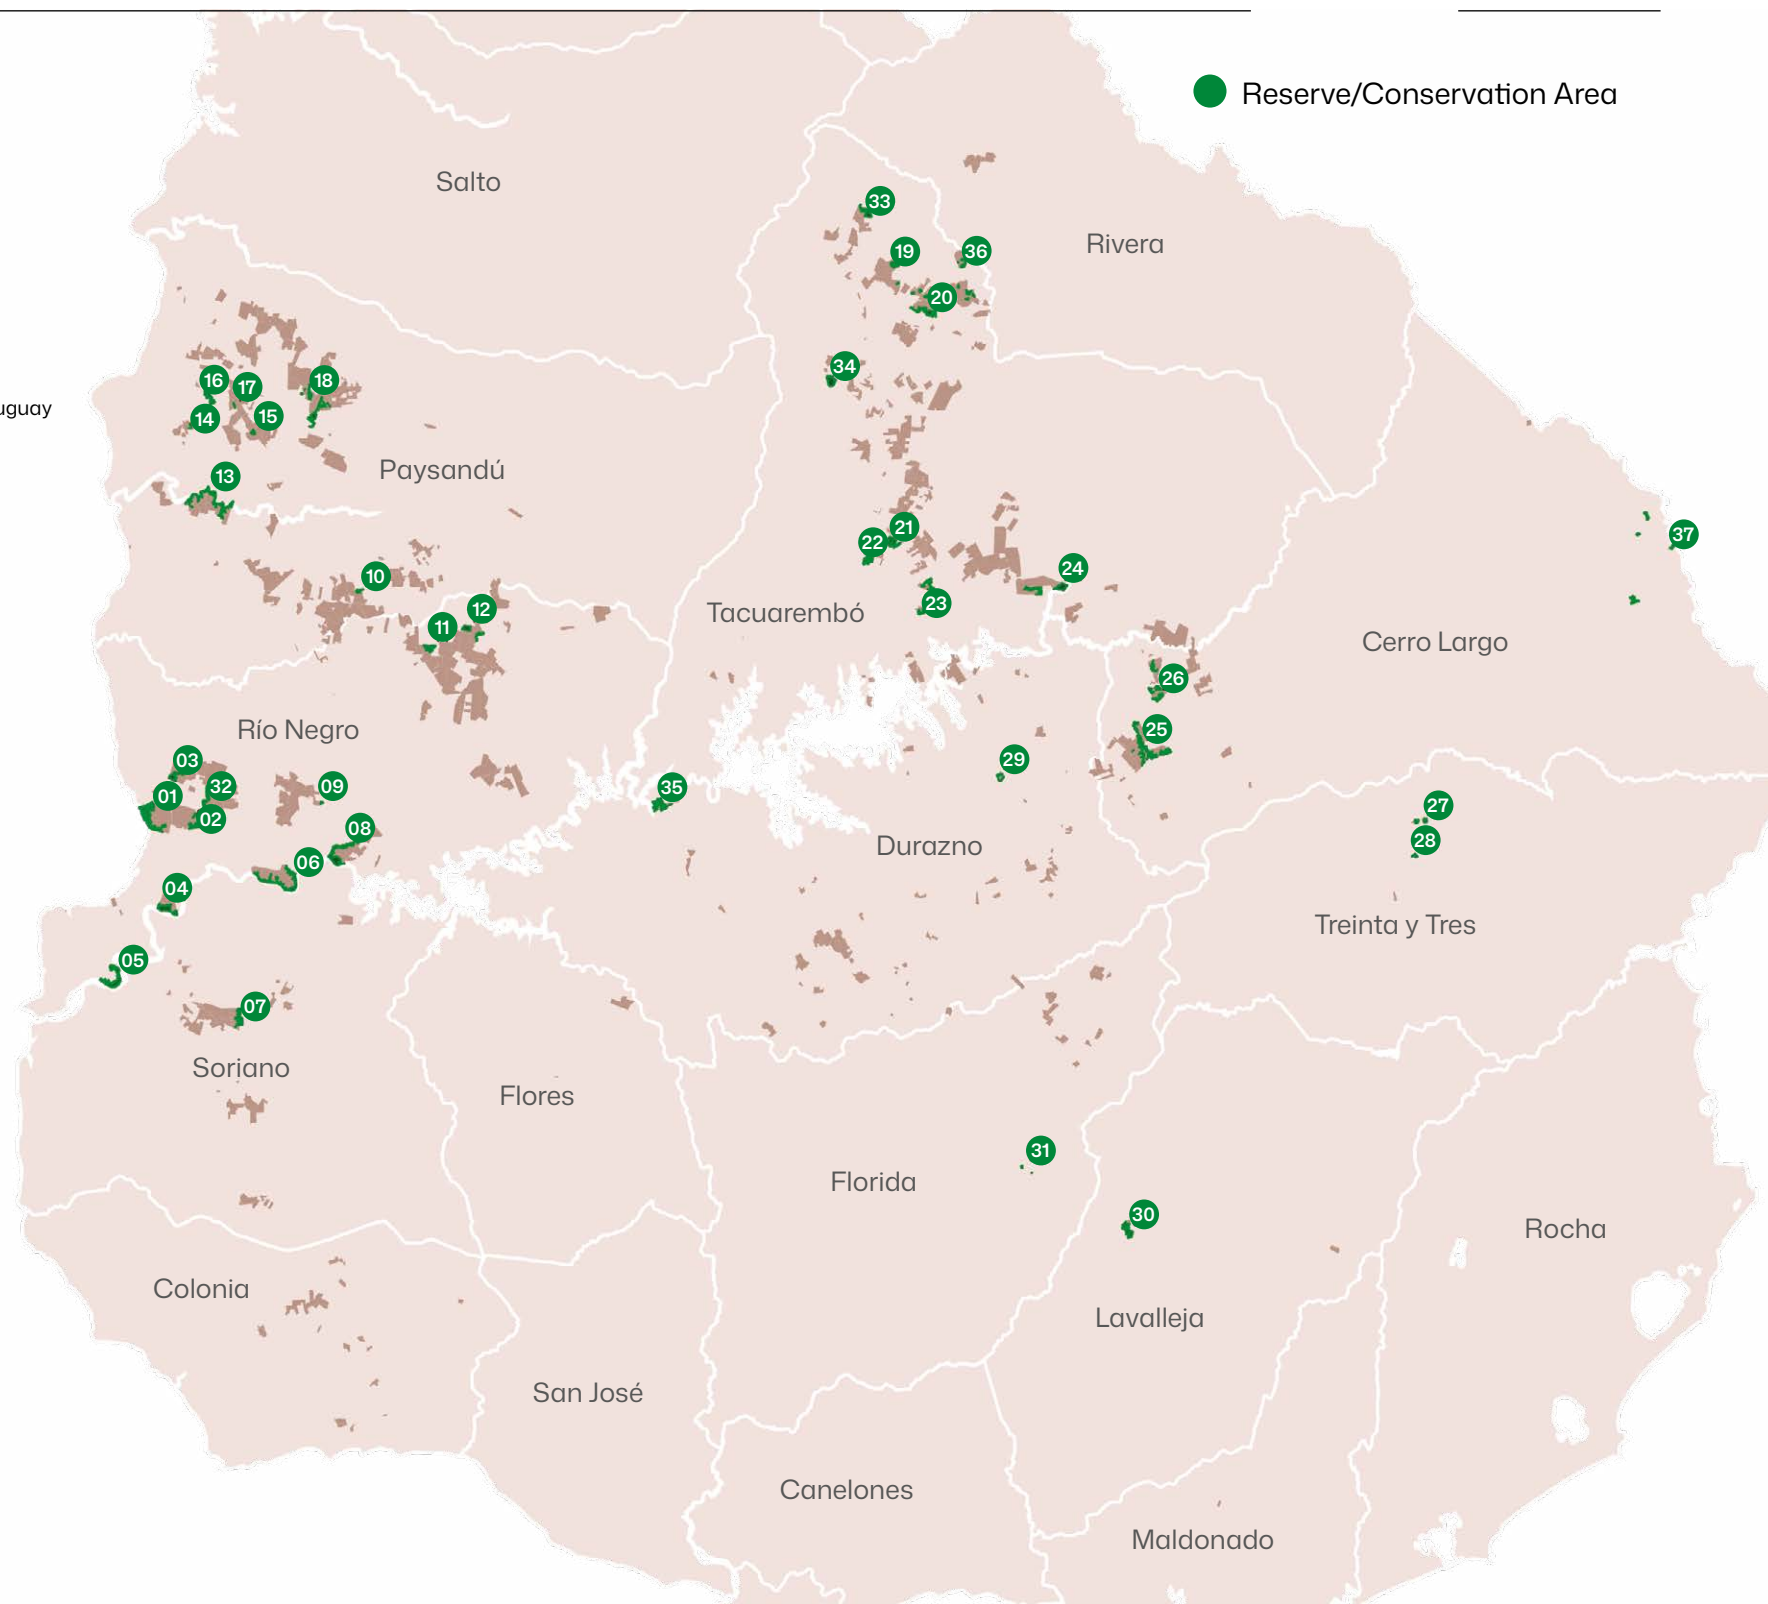 Reserve/Conservation Area
Salto
33
Rivera
19
36
20
34
16
17
18
uguay
14
15
Paysandú
13
21
22
37
24
10
23
12
Tacuarembó
11
Cerro Largo
26
Río Negro
25
03
29
32
09
35
01
27
02
08
28
Durazno
06
04
Treinta y Tres
05
07
Soriano
Flores
31
Florida
30
Rocha
Colonia
Lavalleja
San José
Canelones
Maldonado